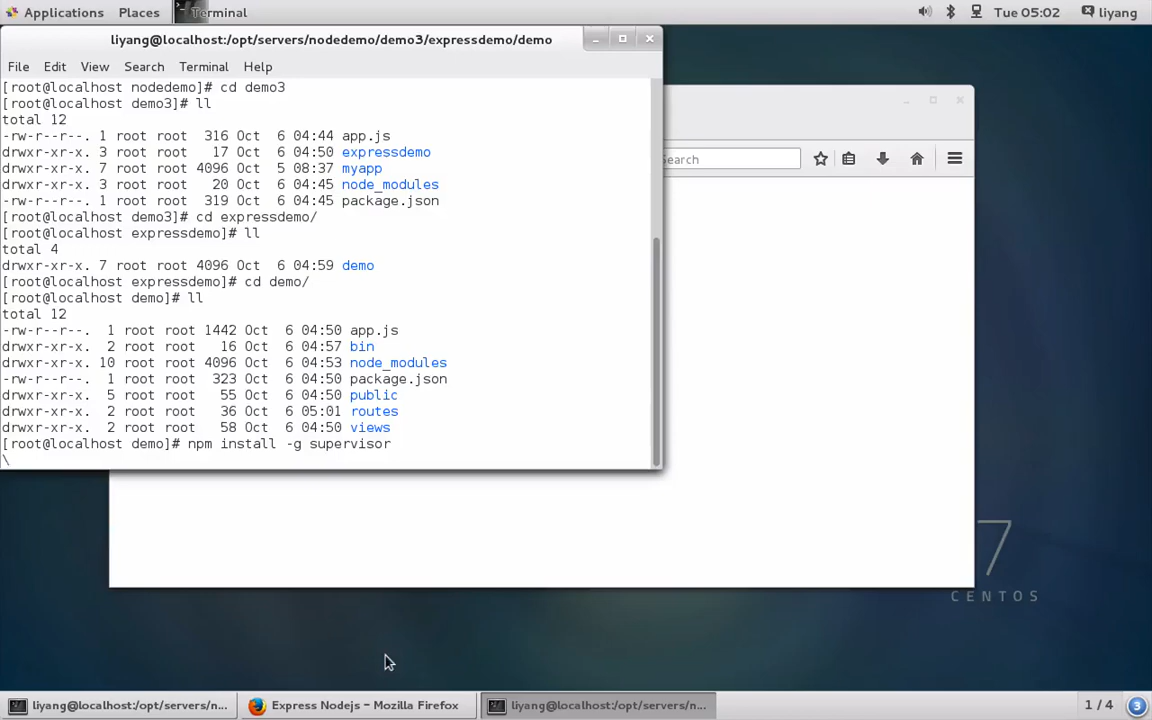 Applications Places Terminal Tue 05:02 liyang
liyang@localhost:/opt/servers/nodedemo/demo3/expressdemo/demo
File Edit View Search Terminal Help
[root@localhost nodedemo]# cd demo3
[root@localhost demo3]# ll
total 12
-rw-r--r--. 1 root root  316 Oct  6 04:44 app.js
drwxr-xr-x. 3 root root   17 Oct  6 04:50 expressdemo
drwxr-xr-x. 7 root root 4096 Oct  5 08:37 myapp
drwxr-xr-x. 3 root root   20 Oct  6 04:45 node_modules
-rw-r--r--. 1 root root  319 Oct  6 04:45 package.json
[root@localhost demo3]# cd expressdemo/
[root@localhost expressdemo]# ll
total 4
drwxr-xr-x. 7 root root 4096 Oct  6 04:59 demo
[root@localhost expressdemo]# cd demo/
[root@localhost demo]# ll
total 12
-rw-r--r--.  1 root root 1442 Oct  6 04:50 app.js
drwxr-xr-x.  2 root root   16 Oct  6 04:57 bin
drwxr-xr-x. 10 root root 4096 Oct  6 04:53 node_modules
-rw-r--r--.  1 root root  323 Oct  6 04:50 package.json
drwxr-xr-x.  5 root root   55 Oct  6 04:50 public
drwxr-xr-x.  2 root root   36 Oct  6 05:01 routes
drwxr-xr-x.  2 root root   58 Oct  6 04:50 views
[root@localhost demo]# npm install -g supervisor
\
Search
7
CENTOS
liyang@localhost:/opt/servers/n... Express Nodejs - Mozilla Firefox liyang@localhost:/opt/servers/n... 1 / 4 3